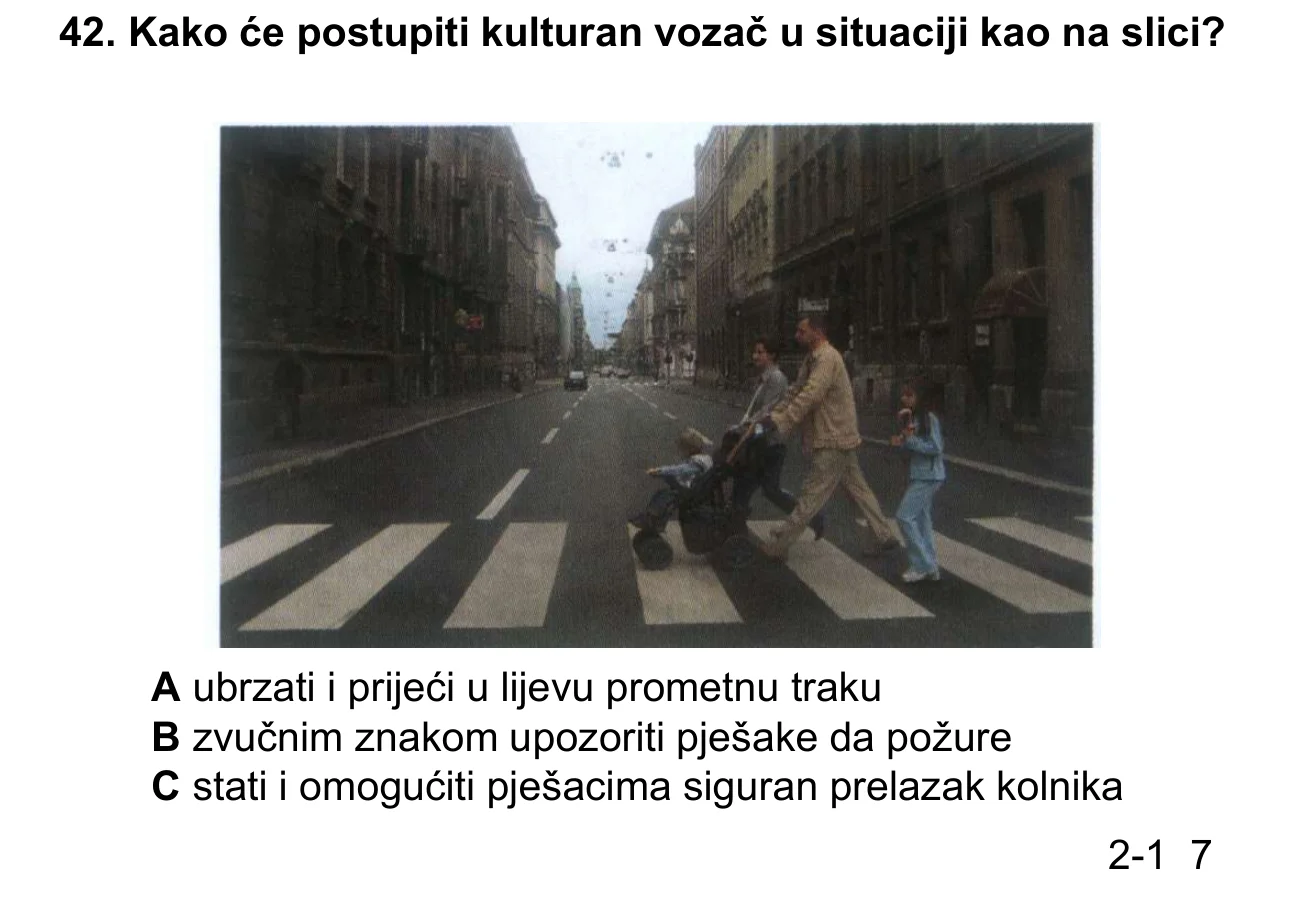 42. Kako će postupiti kulturan vozač u situaciji kao na slici?
A ubrzati i prijeći u lijevu prometnu traku
B zvučnim znakom upozoriti pješake da požure
C stati i omogućiti pješacima siguran prelazak kolnika
2-1 7